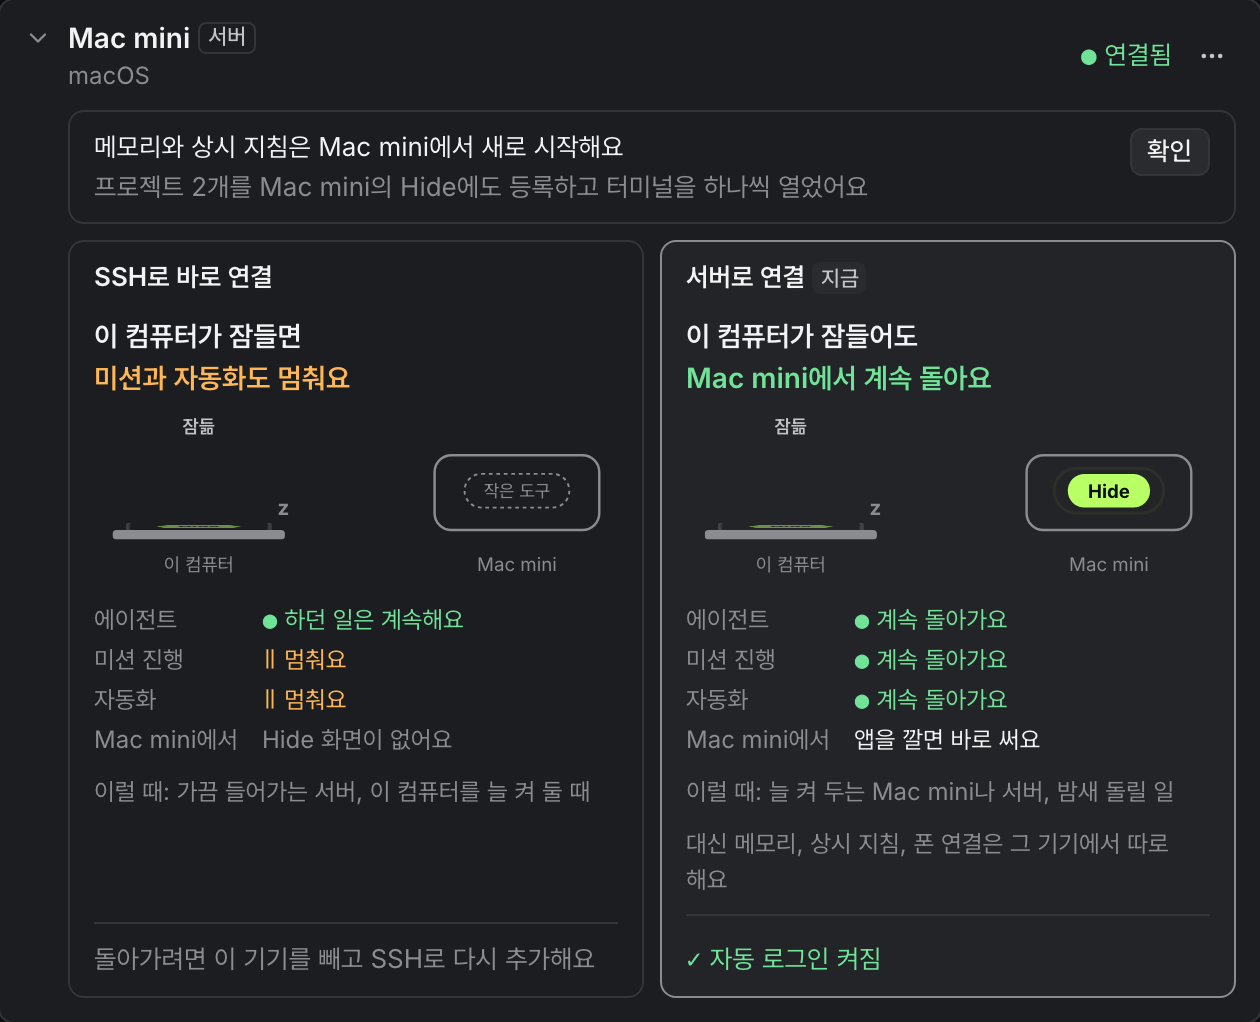 Mac mini 서버
macOS
연결됨
메모리와 상시 지침은 Mac mini에서 새로 시작해요
프로젝트 2개를 Mac mini의 Hide에도 등록하고 터미널을 하나씩 열었어요
확인
SSH로 바로 연결
이 컴퓨터가 잠들면
미션과 자동화도 멈춰요
잠듦
z
작은 도구
이 컴퓨터
Mac mini
에이전트 하던 일은 계속해요
미션 진행 멈춰요
자동화 멈춰요
Mac mini에서 Hide 화면이 없어요
이럴 때: 가끔 들어가는 서버, 이 컴퓨터를 늘 켜 둘 때
돌아가려면 이 기기를 빼고 SSH로 다시 추가해요
서버로 연결 지금
이 컴퓨터가 잠들어도
Mac mini에서 계속 돌아요
잠듦
z
Hide
이 컴퓨터
Mac mini
에이전트 계속 돌아가요
미션 진행 계속 돌아가요
자동화 계속 돌아가요
Mac mini에서 앱을 깔면 바로 써요
이럴 때: 늘 켜 두는 Mac mini나 서버, 밤새 돌릴 일
대신 메모리, 상시 지침, 폰 연결은 그 기기에서 따로
해요
✓ 자동 로그인 켜짐